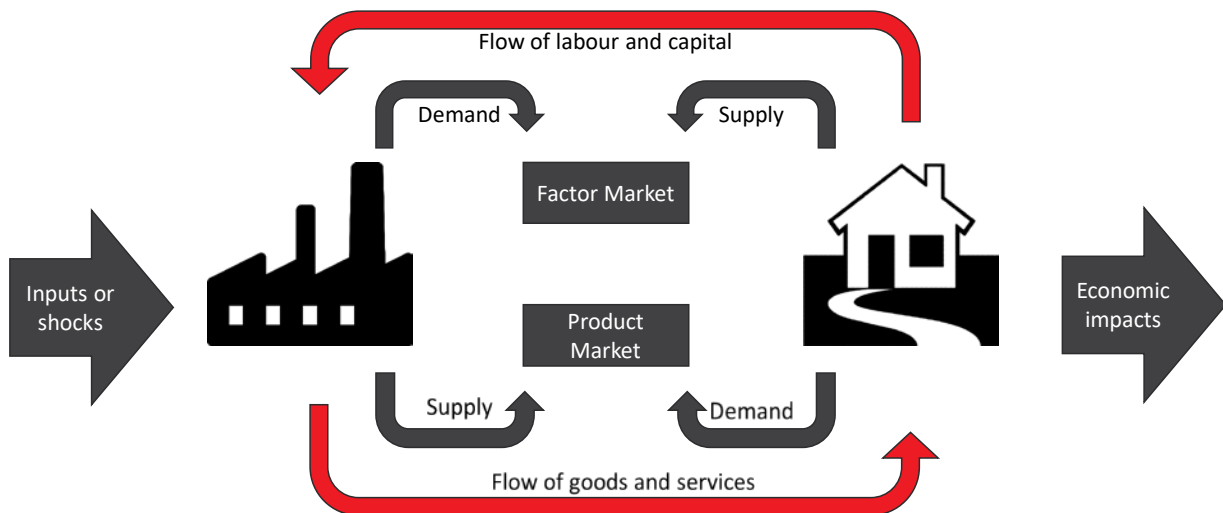 Flow of labour and capital
Demand
Supply
Factor Market
Inputs or
shocks
Economic
impacts
Product
Market
Supply
Demand
Flow of goods and services